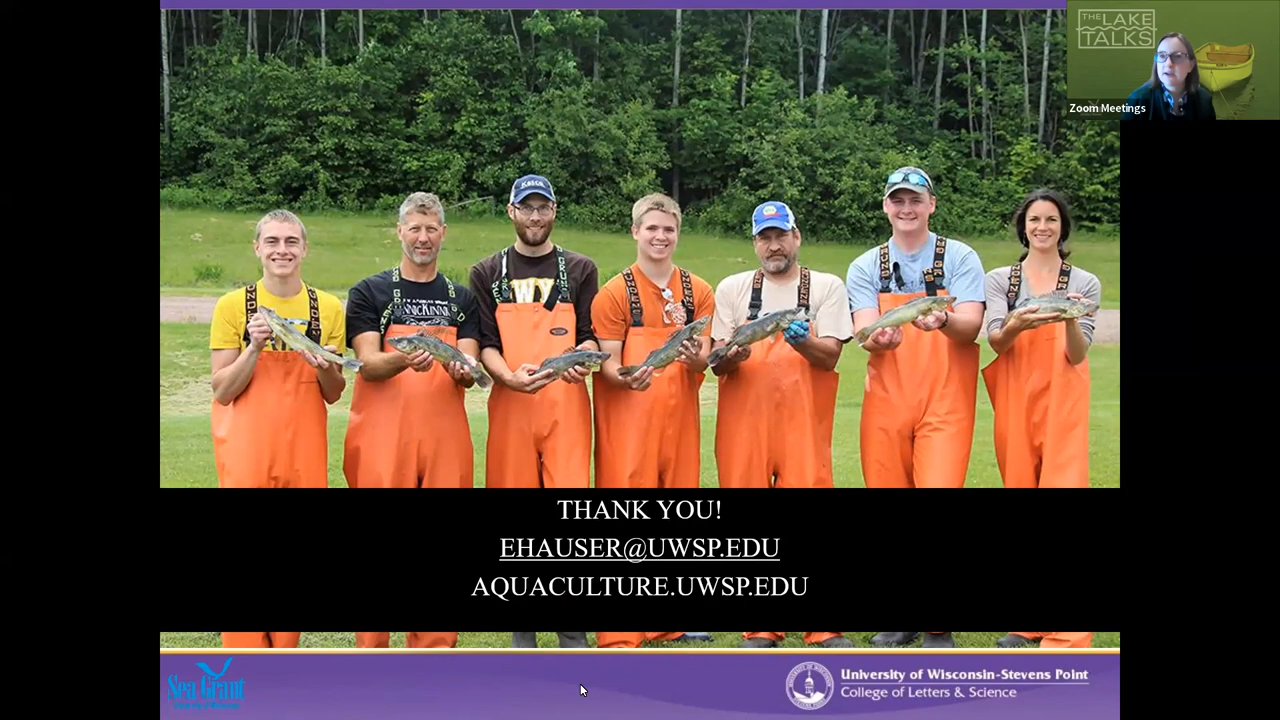 THE LAKE
TALKS
Zoom Meetings
THANK YOU!
EHAUSER@UWSP.EDU
AQUACULTURE.UWSP.EDU
Sea Grant
University of Wisconsin-Stevens Point
College of Letters & Science